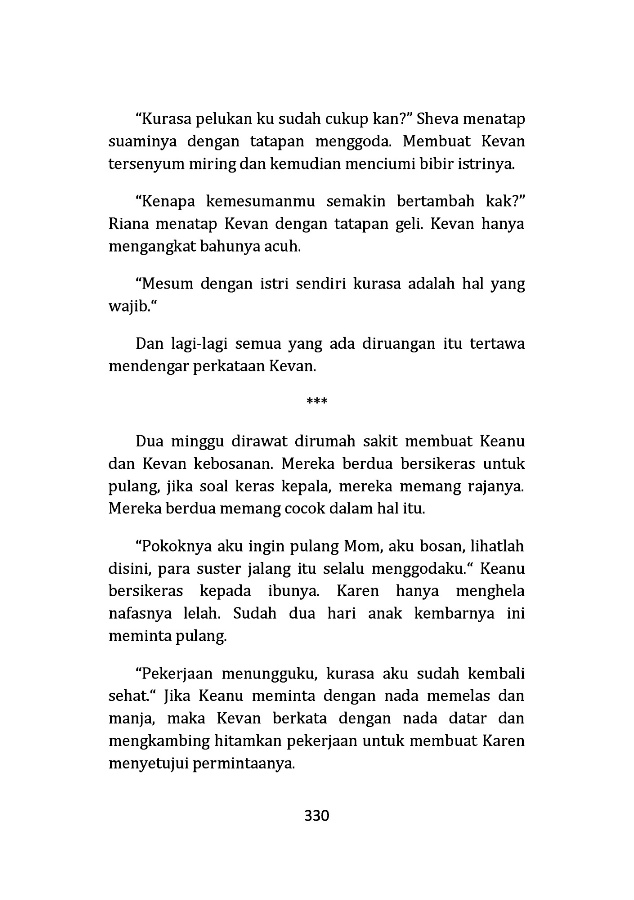 “Kurasa pelukan ku sudah cukup kan?” Sheva menatap
suaminya dengan tatapan menggoda. Membuat Kevan
tersenyum miring dan kemudian menciumi bibir istrinya.
“Kenapa kemesumanmu semakin bertambah kak?”
Riana menatap Kevan dengan tatapan geli. Kevan hanya
mengangkat bahunya acuh.
“Mesum dengan istri sendiri kurasa adalah hal yang
wajib.“
Dan lagi-lagi semua yang ada diruangan itu tertawa
mendengar perkataan Kevan.
***
Dua minggu dirawat dirumah sakit membuat Keanu
dan Kevan kebosanan. Mereka berdua bersikeras untuk
pulang, jika soal keras kepala, mereka memang rajanya.
Mereka berdua memang cocok dalam hal itu.
“Pokoknya aku ingin pulang Mom, aku bosan, lihatlah
disini, para suster jalang itu selalu menggodaku.“ Keanu
bersikeras kepada ibunya. Karen hanya menghela
nafasnya lelah. Sudah dua hari anak kembarnya ini
meminta pulang.
“Pekerjaan menungguku, kurasa aku sudah kembali
sehat.“ Jika Keanu meminta dengan nada memelas dan
manja, maka Kevan berkata dengan nada datar dan
mengkambing hitamkan pekerjaan untuk membuat Karen
menyetujui permintaanya.
330